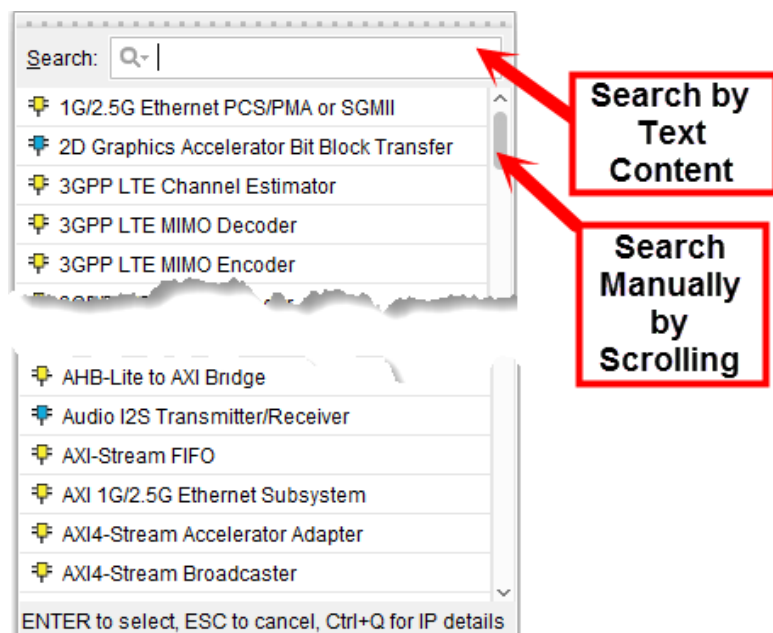 Search:
1G/2.5G Ethernet PCS/PMA or SGMII
2D Graphics Accelerator Bit Block Transfer
3GPP LTE Channel Estimator
3GPP LTE MIMO Decoder
3GPP LTE MIMO Encoder
AHB-Lite to AXI Bridge
Audio I2S Transmitter/Receiver
AXI-Stream FIFO
AXI 1G/2.5G Ethernet Subsystem
AXI4-Stream Accelerator Adapter
AXI4-Stream Broadcaster
ENTER to select, ESC to cancel, Ctrl+Q for IP details
Search by
Text
Content
Search
Manually
by
Scrolling